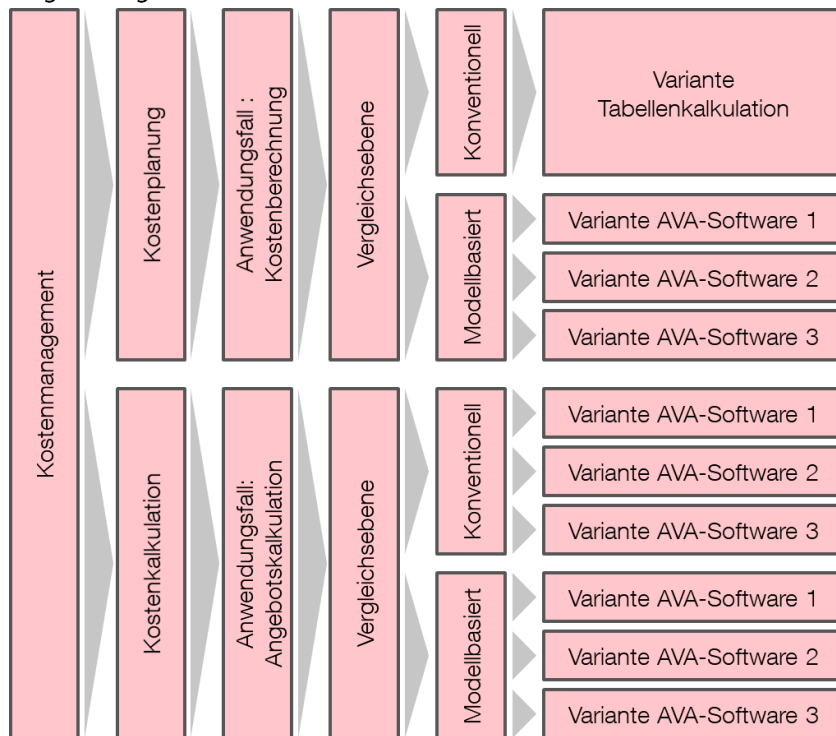 Kostenmanagement
Kostenplanung
Anwendungsfall :
Kostenberechnung
Vergleichsebene
Konventionell
Variante
Tabellenkalkulation
Modellbasiert
Variante AVA-Software 1
Variante AVA-Software 2
Variante AVA-Software 3
Kostenkalkulation
Anwendungsfall:
Angebotskalkulation
Vergleichsebene
Konventionell
Variante AVA-Software 1
Variante AVA-Software 2
Variante AVA-Software 3
Modellbasiert
Variante AVA-Software 1
Variante AVA-Software 2
Variante AVA-Software 3